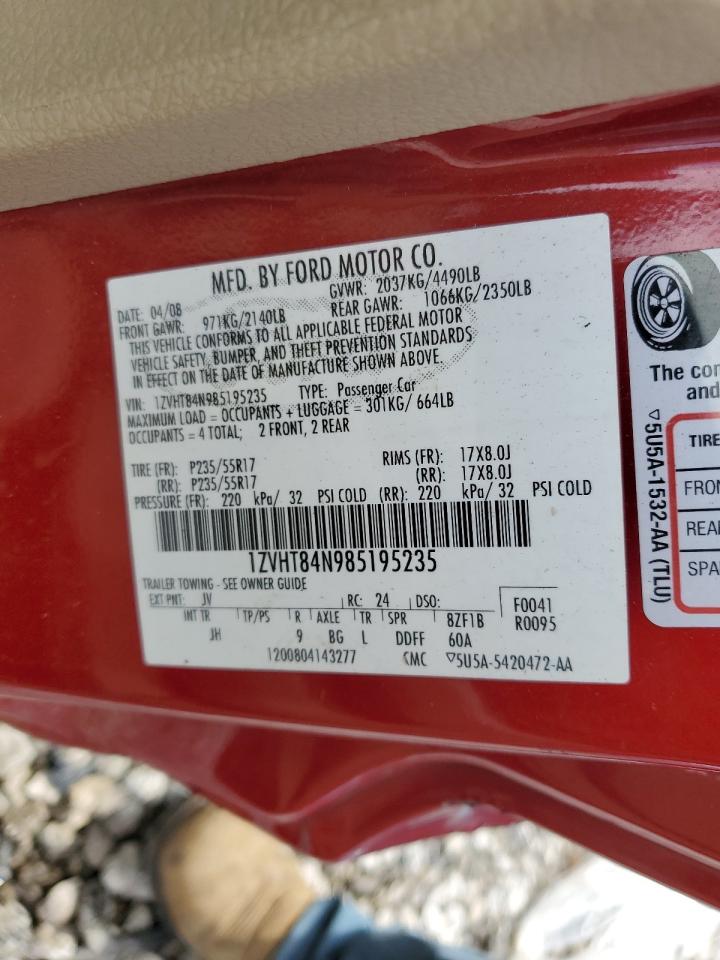 MFD. BY FORD MOTOR CO.
DATE: 04/08 GVWR: 2037KG/4490LB
FRONT GAWR: 971KG/2140LB REAR GAWR: 1066KG/2350LB
THIS VEHICLE CONFORMS TO ALL APPLICABLE FEDERAL MOTOR
VEHICLE SAFETY, BUMPER, AND THEFT PREVENTION STANDARDS
IN EFFECT ON THE DATE OF MANUFACTURE SHOWN ABOVE.
VIN: 1ZVHT84N985195235 TYPE: Passenger Car
MAXIMUM LOAD = OCCUPANTS + LUGGAGE = 301KG/ 664LB
OCCUPANTS = 4 TOTAL; 2 FRONT, 2 REAR
TIRE (FR): P235/55R17 RIMS (FR): 17X8.0J
(RR): P235/55R17 (RR): 17X8.0J
PRESSURE (FR): 220 kPa/ 32 PSI COLD (RR): 220 kPa/ 32 PSI COLD
1ZVHT84N985195235
TRAILER TOWING - SEE OWNER GUIDE
EXT PNT: JV RC: 24 DSO: F0041
INT TR TP/PS R AXLE TR SPR 8ZF1B R0095
JH 9 BG L DDFF 60A
1200804143277 CMC ▽5U5A-5420472-AA
The
and
▽5U5A-1532-AA (TLU)
TIRE